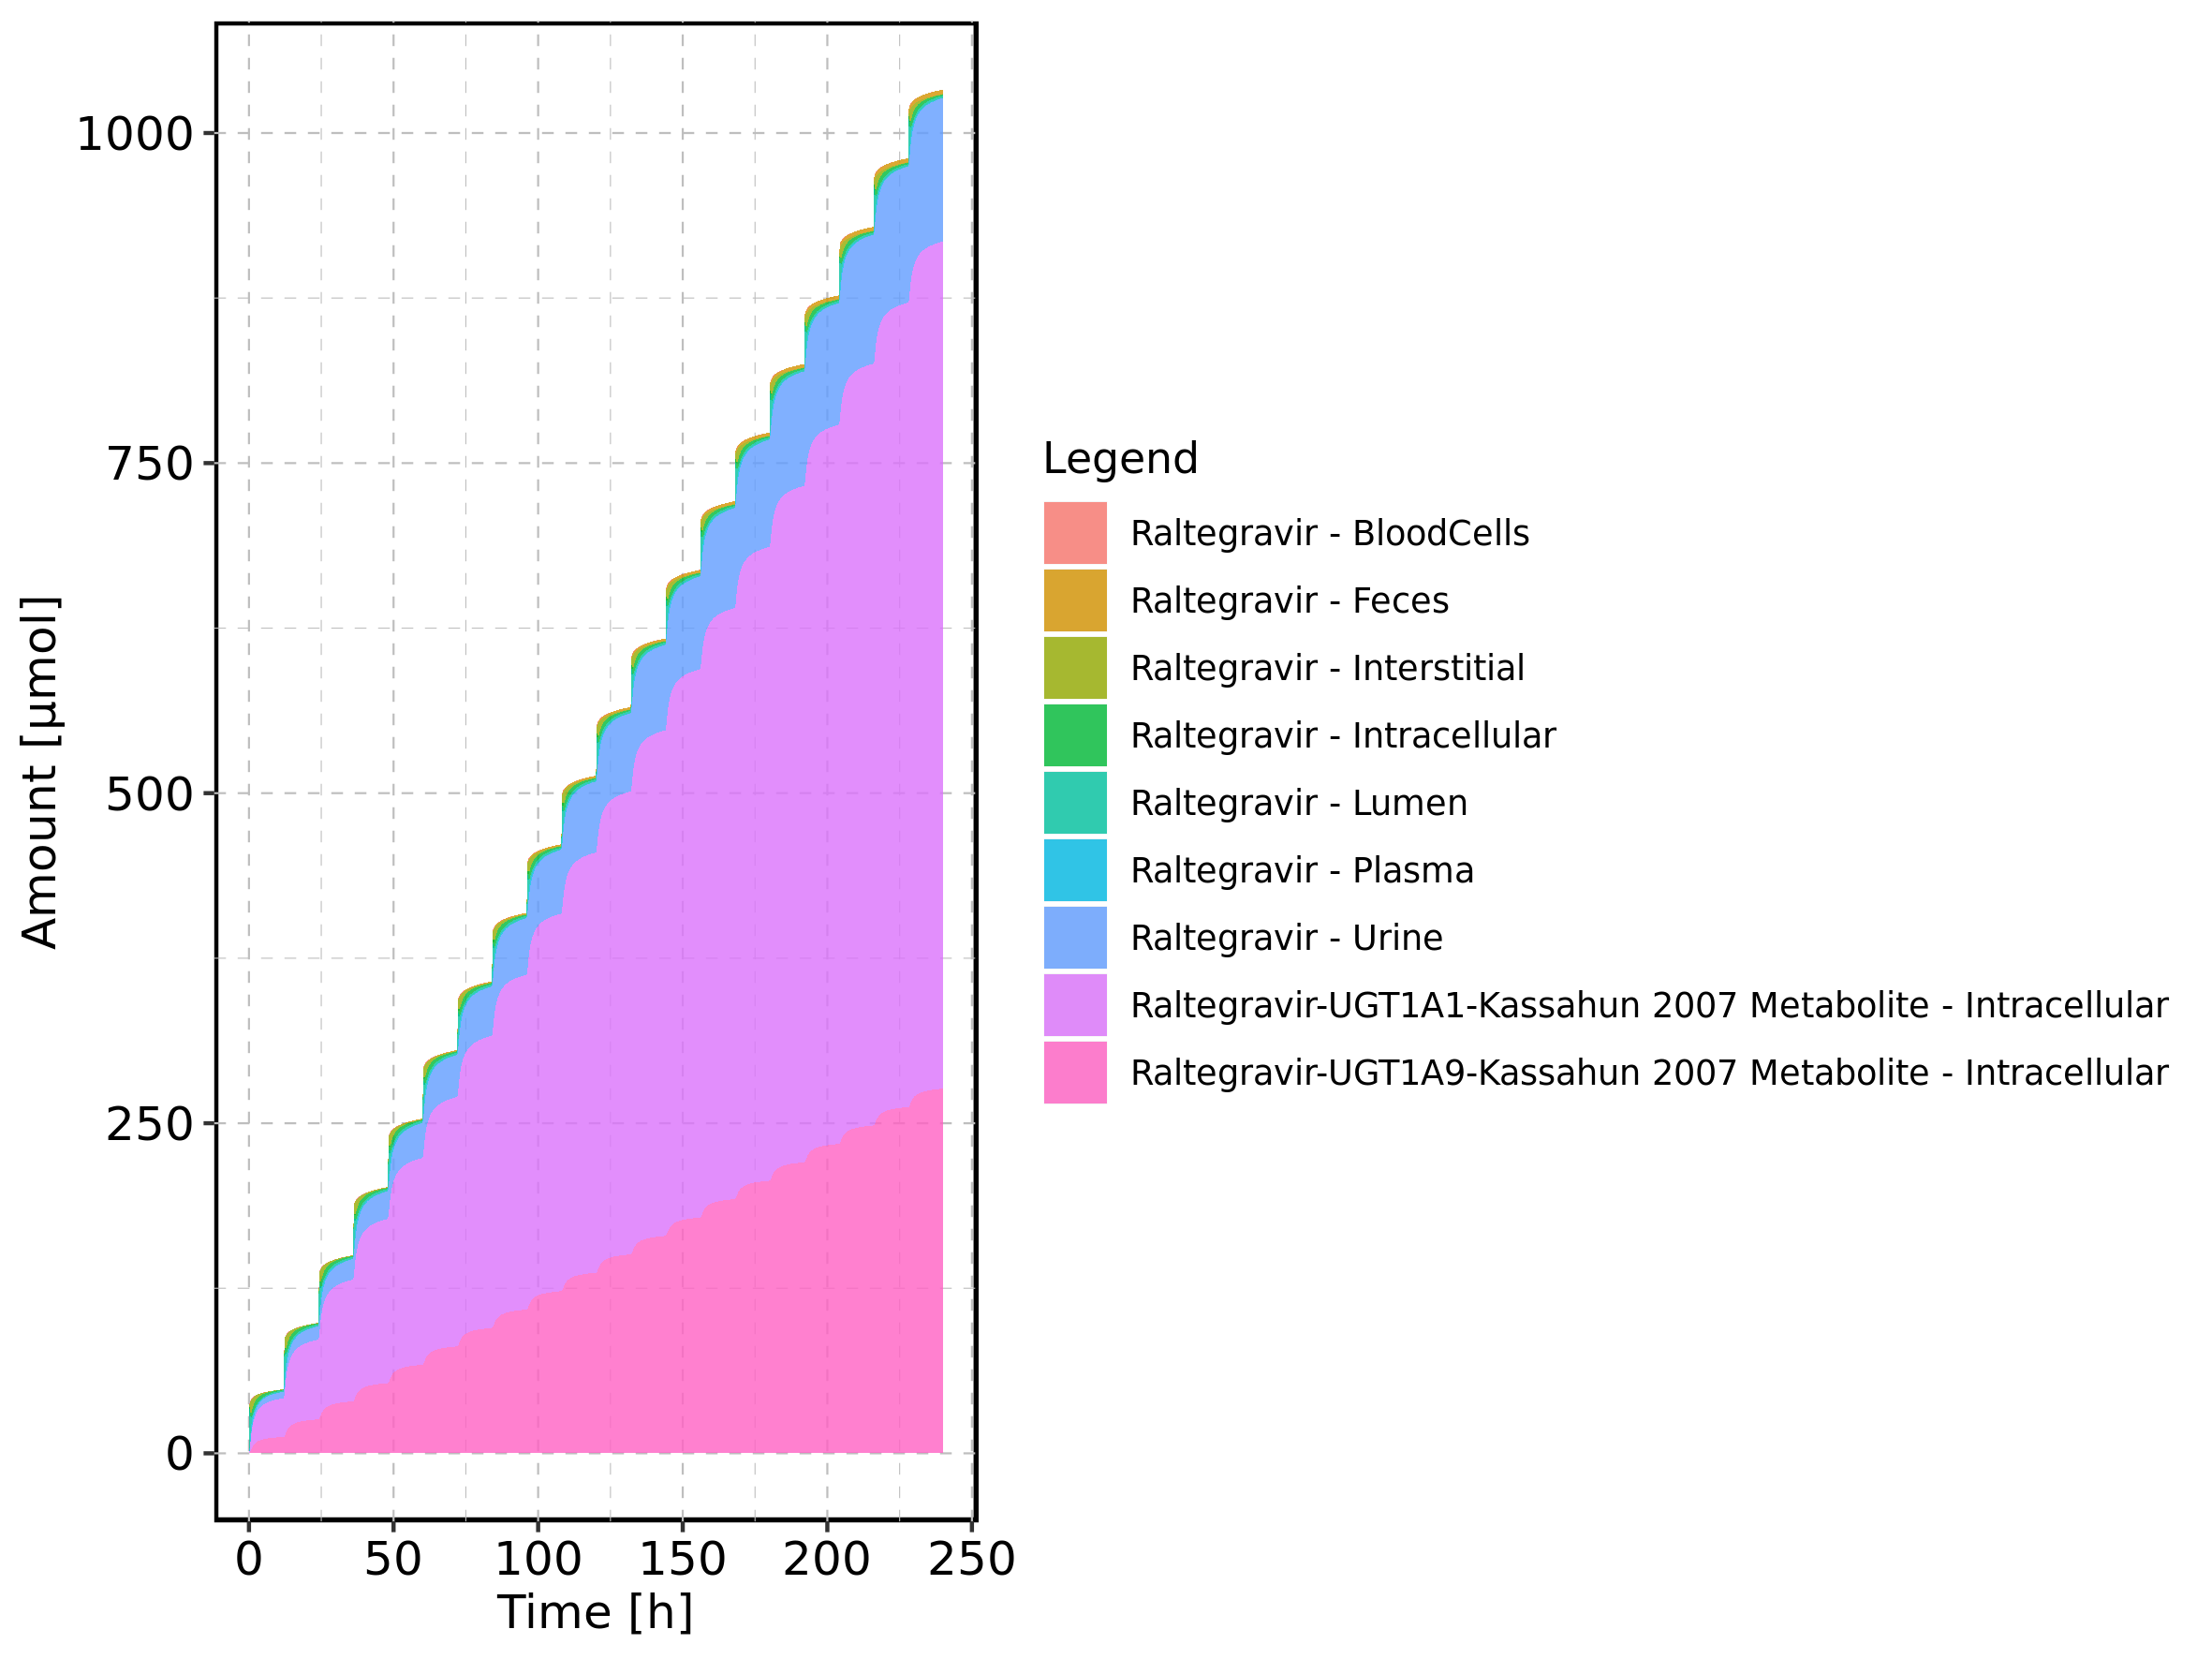 1000
750
500
250
0
Amount [µmol]
0 50 100 150 200 250
Time [h]
Legend
Raltegravir - BloodCells
Raltegravir - Feces
Raltegravir - Interstitial
Raltegravir - Intracellular
Raltegravir - Lumen
Raltegravir - Plasma
Raltegravir - Urine
Raltegravir-UGT1A1-Kassahun 2007 Metabolite - Intracellular
Raltegravir-UGT1A9-Kassahun 2007 Metabolite - Intracellular